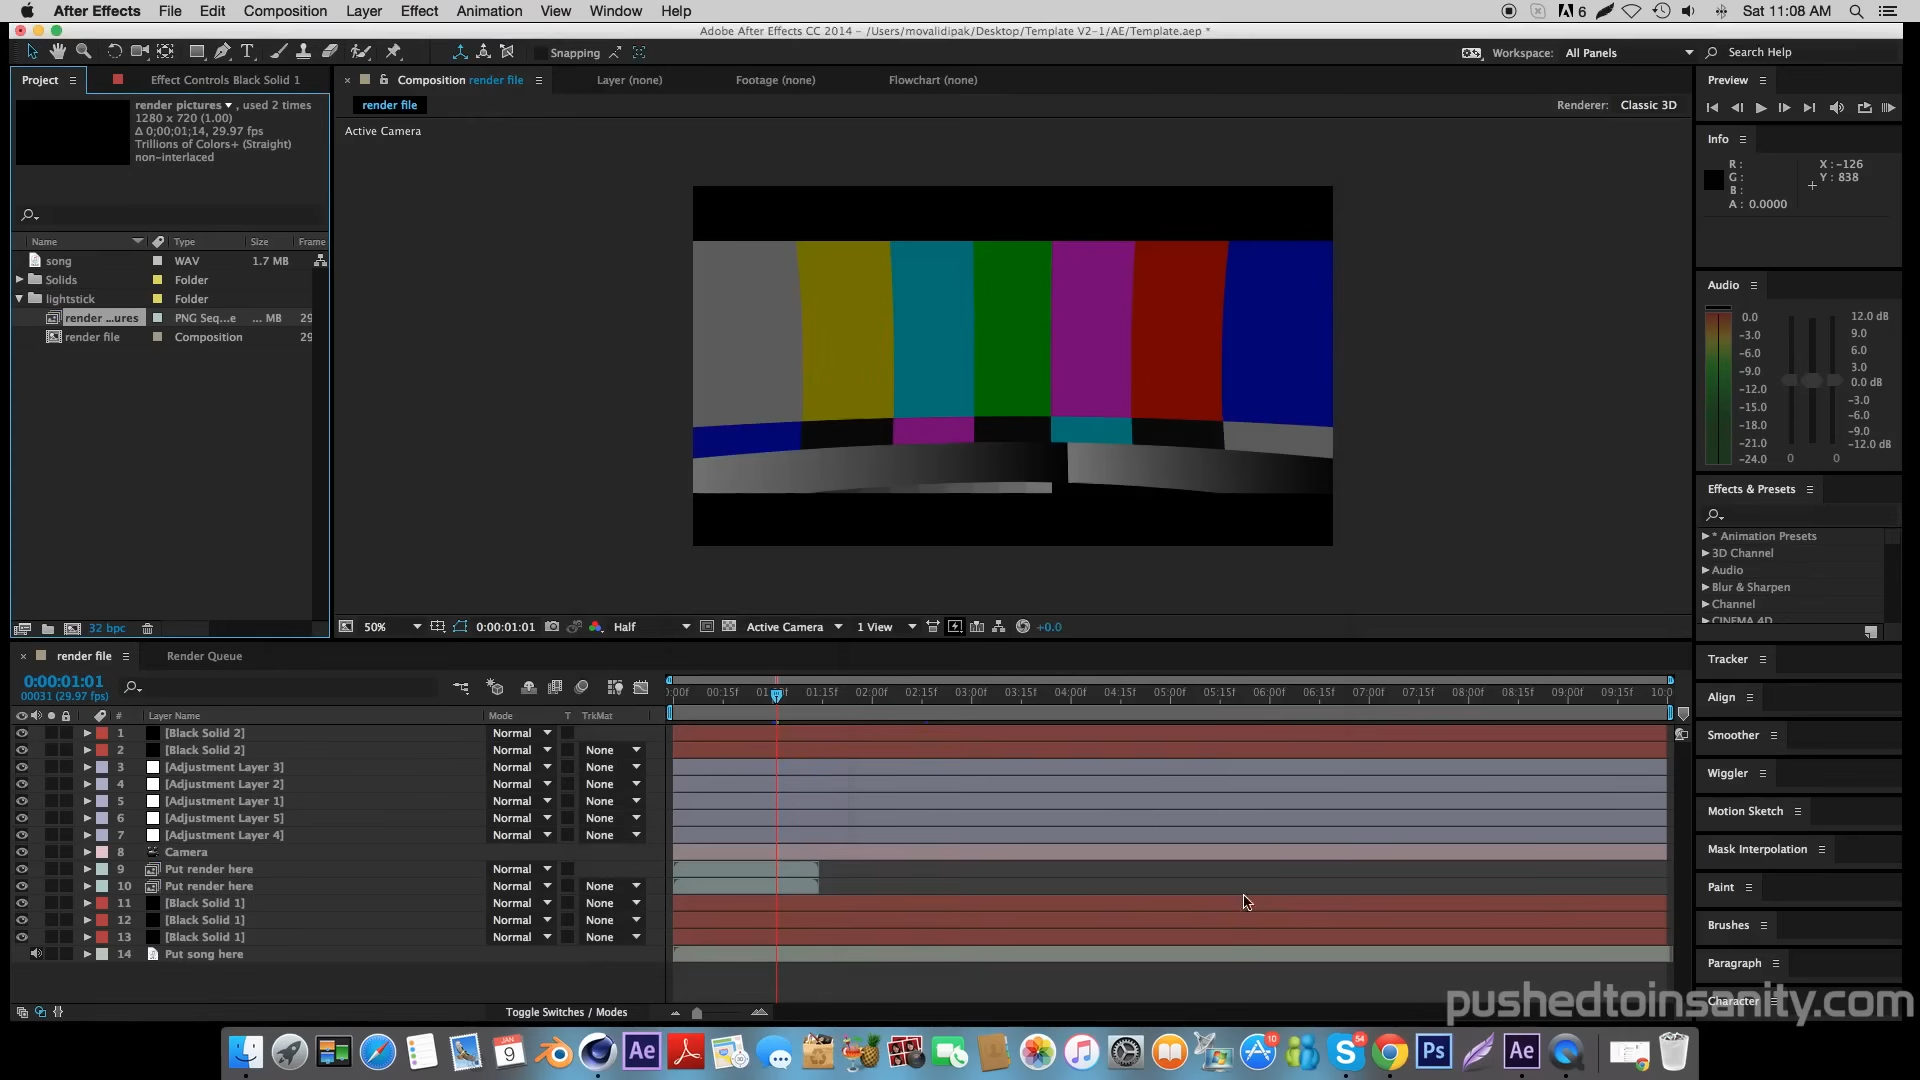 After Effects File Edit Composition Layer Effect Animation View Window Help 6 Sat 11:08 AM
Adobe After Effects CC 2014 - /Users/movalidipak/Desktop/Template V2-1/AE/Template.aep *
Snapping Workspace: All Panels Search Help
Project Effect Controls Black Solid 1
render pictures , used 2 times
1280 x 720 (1.00)
Δ 0;00;01;14, 29.97 fps
Trillions of Colors+ (Straight)
non-interlaced
Name Type Size Frame
song WAV 1.7 MB
Solids Folder
lightstick Folder
render ...ures PNG Seq...e ... MB 29
render file Composition 29
32 bpc
Composition render file Layer (none) Footage (none) Flowchart (none)
render file Renderer: Classic 3D
Active Camera
50% 0:00:01:01 Half Active Camera 1 View +0.0
Preview
Info
R : X : -126
G : Y : 838
B :
A : 0.0000
Audio
0.0 12.0 dB
-3.0 9.0
-6.0 6.0
-9.0 3.0
-12.0 0.0 dB
-15.0 -3.0
-18.0 -6.0
-21.0 -9.0
-24.0 -12.0 dB
0 0
Effects & Presets
* Animation Presets
3D Channel
Audio
Blur & Sharpen
Channel
CINEMA 4D
Tracker
Align
Smoother
Wiggler
Motion Sketch
Mask Interpolation
Paint
Brushes
Paragraph
Character
render file Render Queue
0:00:01:01
00031 (29.97 fps)
00:15f 01:15f 02:00f 02:15f 03:00f 03:15f 04:00f 04:15f 05:00f 05:15f 06:00f 06:15f 07:00f 07:15f 08:00f 08:15f 09:00f 09:15f 10:0
# Layer Name Mode T TrkMat
1 [Black Solid 2] Normal
2 [Black Solid 2] Normal None
3 [Adjustment Layer 3] Normal None
4 [Adjustment Layer 2] Normal None
5 [Adjustment Layer 1] Normal None
6 [Adjustment Layer 5] Normal None
7 [Adjustment Layer 4] Normal None
8 Camera
9 Put render here Normal
10 Put render here Normal None
11 [Black Solid 1] Normal None
12 [Black Solid 1] Normal None
13 [Black Solid 1] Normal None
14 Put song here
Toggle Switches / Modes
pushedtoinsanity.com
JAN 9 Ae 10 54 Ps Ae